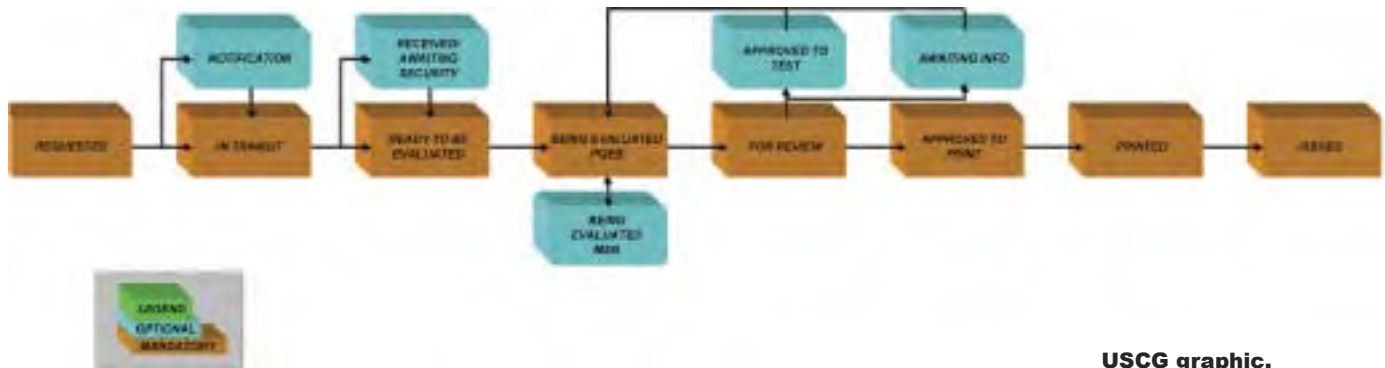 NOTIFICATION
RECEIVED/
AWAITING
SECURITY
APPROVED TO
TEST
AWAITING INFO
REQUESTED
IN TRANSIT
READY TO BE
EVALUATED
BEING EVALUATED
FOR REVIEW
APPROVED TO
PRINT
PRINTED
ISSUED
BEING
EVALUATED
LEGEND
OPTIONAL
MANDATORY
USCG graphic.